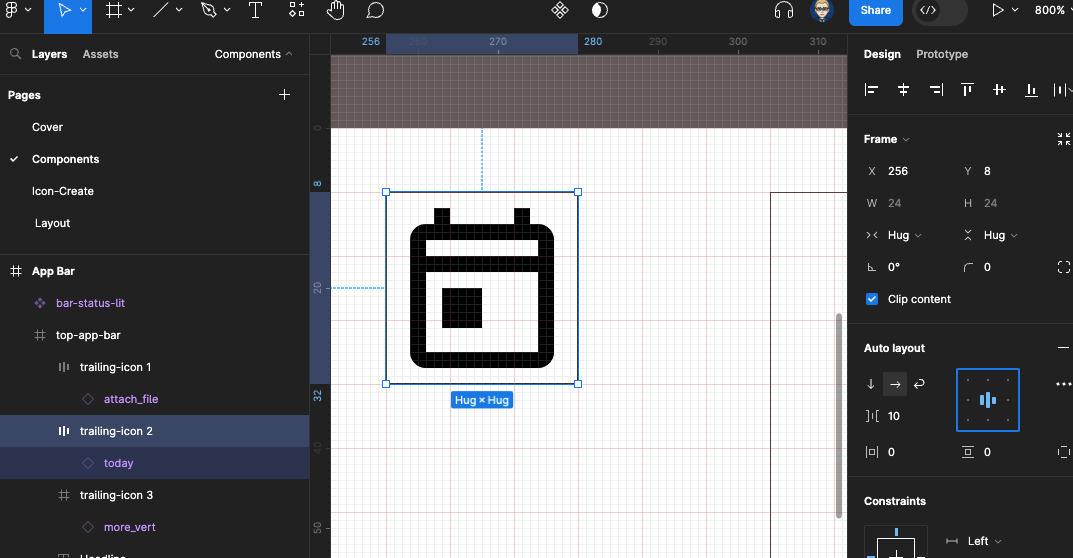 Share
800%
Layers
Assets
Components
Pages
Cover
Components
Icon-Create
Layout
App Bar
bar-status-lit
top-app-bar
trailing-icon 1
attach_file
trailing-icon 2
today
trailing-icon 3
more_vert
Headline
256 260 270 280 290 300 310
0
8
20
32
40
50
Hug × Hug
Design
Prototype
Frame
X 256 Y 8
W 24 H 24
Hug Hug
0° 0
Clip content
Auto layout
10
0 0
Constraints
Left